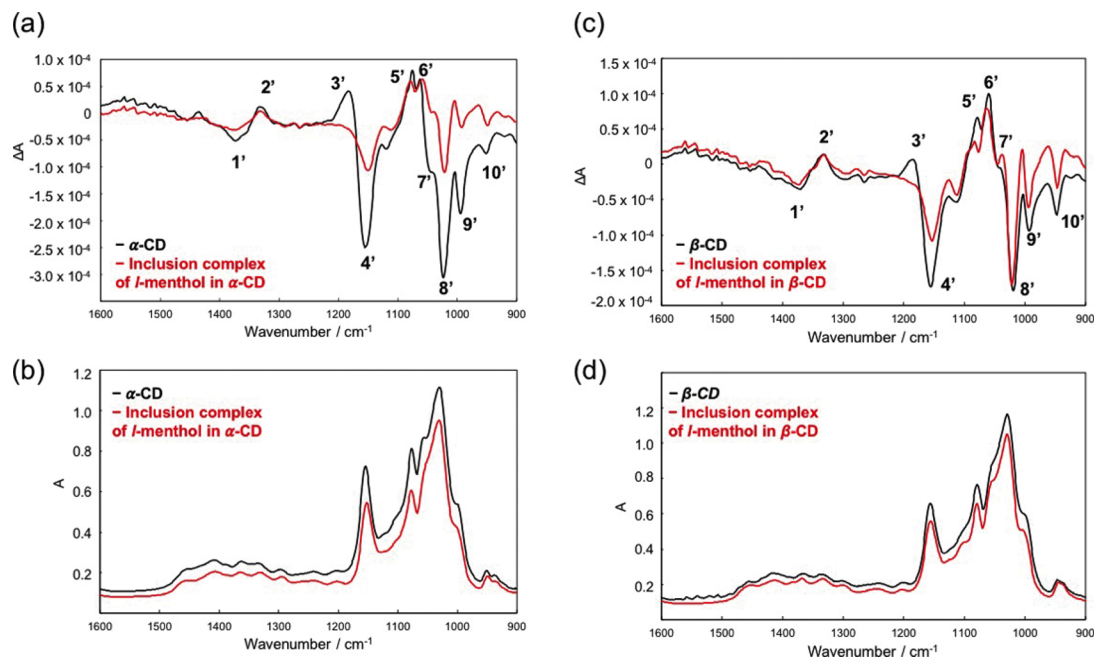 (a)
1.0 x 10-4
0.5 x 10-4
0
-0.5 x 10-4
-1.0 x 10-4
-1.5 x 10-4
-2.0 x 10-4
-2.5 x 10-4
-3.0 x 10-4
ΔA
1'
2'
3'
4'
5'
6'
7'
8'
9'
10'
– α-CD
– Inclusion complex
of l-menthol in α-CD
1600 1500 1400 1300 1200 1100 1000 900
Wavenumber / cm-1
(b)
1.2
1.0
0.8
0.6
0.4
0.2
A
– α-CD
– Inclusion complex
of l-menthol in α-CD
1600 1500 1400 1300 1200 1100 1000 900
Wavenumber / cm-1
(c)
1.5 x 10-4
1.0 x 10-4
0.5 x 10-4
0
-0.5 x 10-4
-1.0 x 10-4
-1.5 x 10-4
-2.0 x 10-4
ΔA
1'
2'
3'
4'
5'
6'
7'
8'
9'
10'
– β-CD
– Inclusion complex
of l-menthol in β-CD
1600 1500 1400 1300 1200 1100 1000 900
Wavenumber / cm-1
(d)
1.2
1.0
0.8
0.6
0.4
0.2
A
– β-CD
– Inclusion complex
of l-menthol in β-CD
1600 1500 1400 1300 1200 1100 1000 900
Wavenumber / cm-1